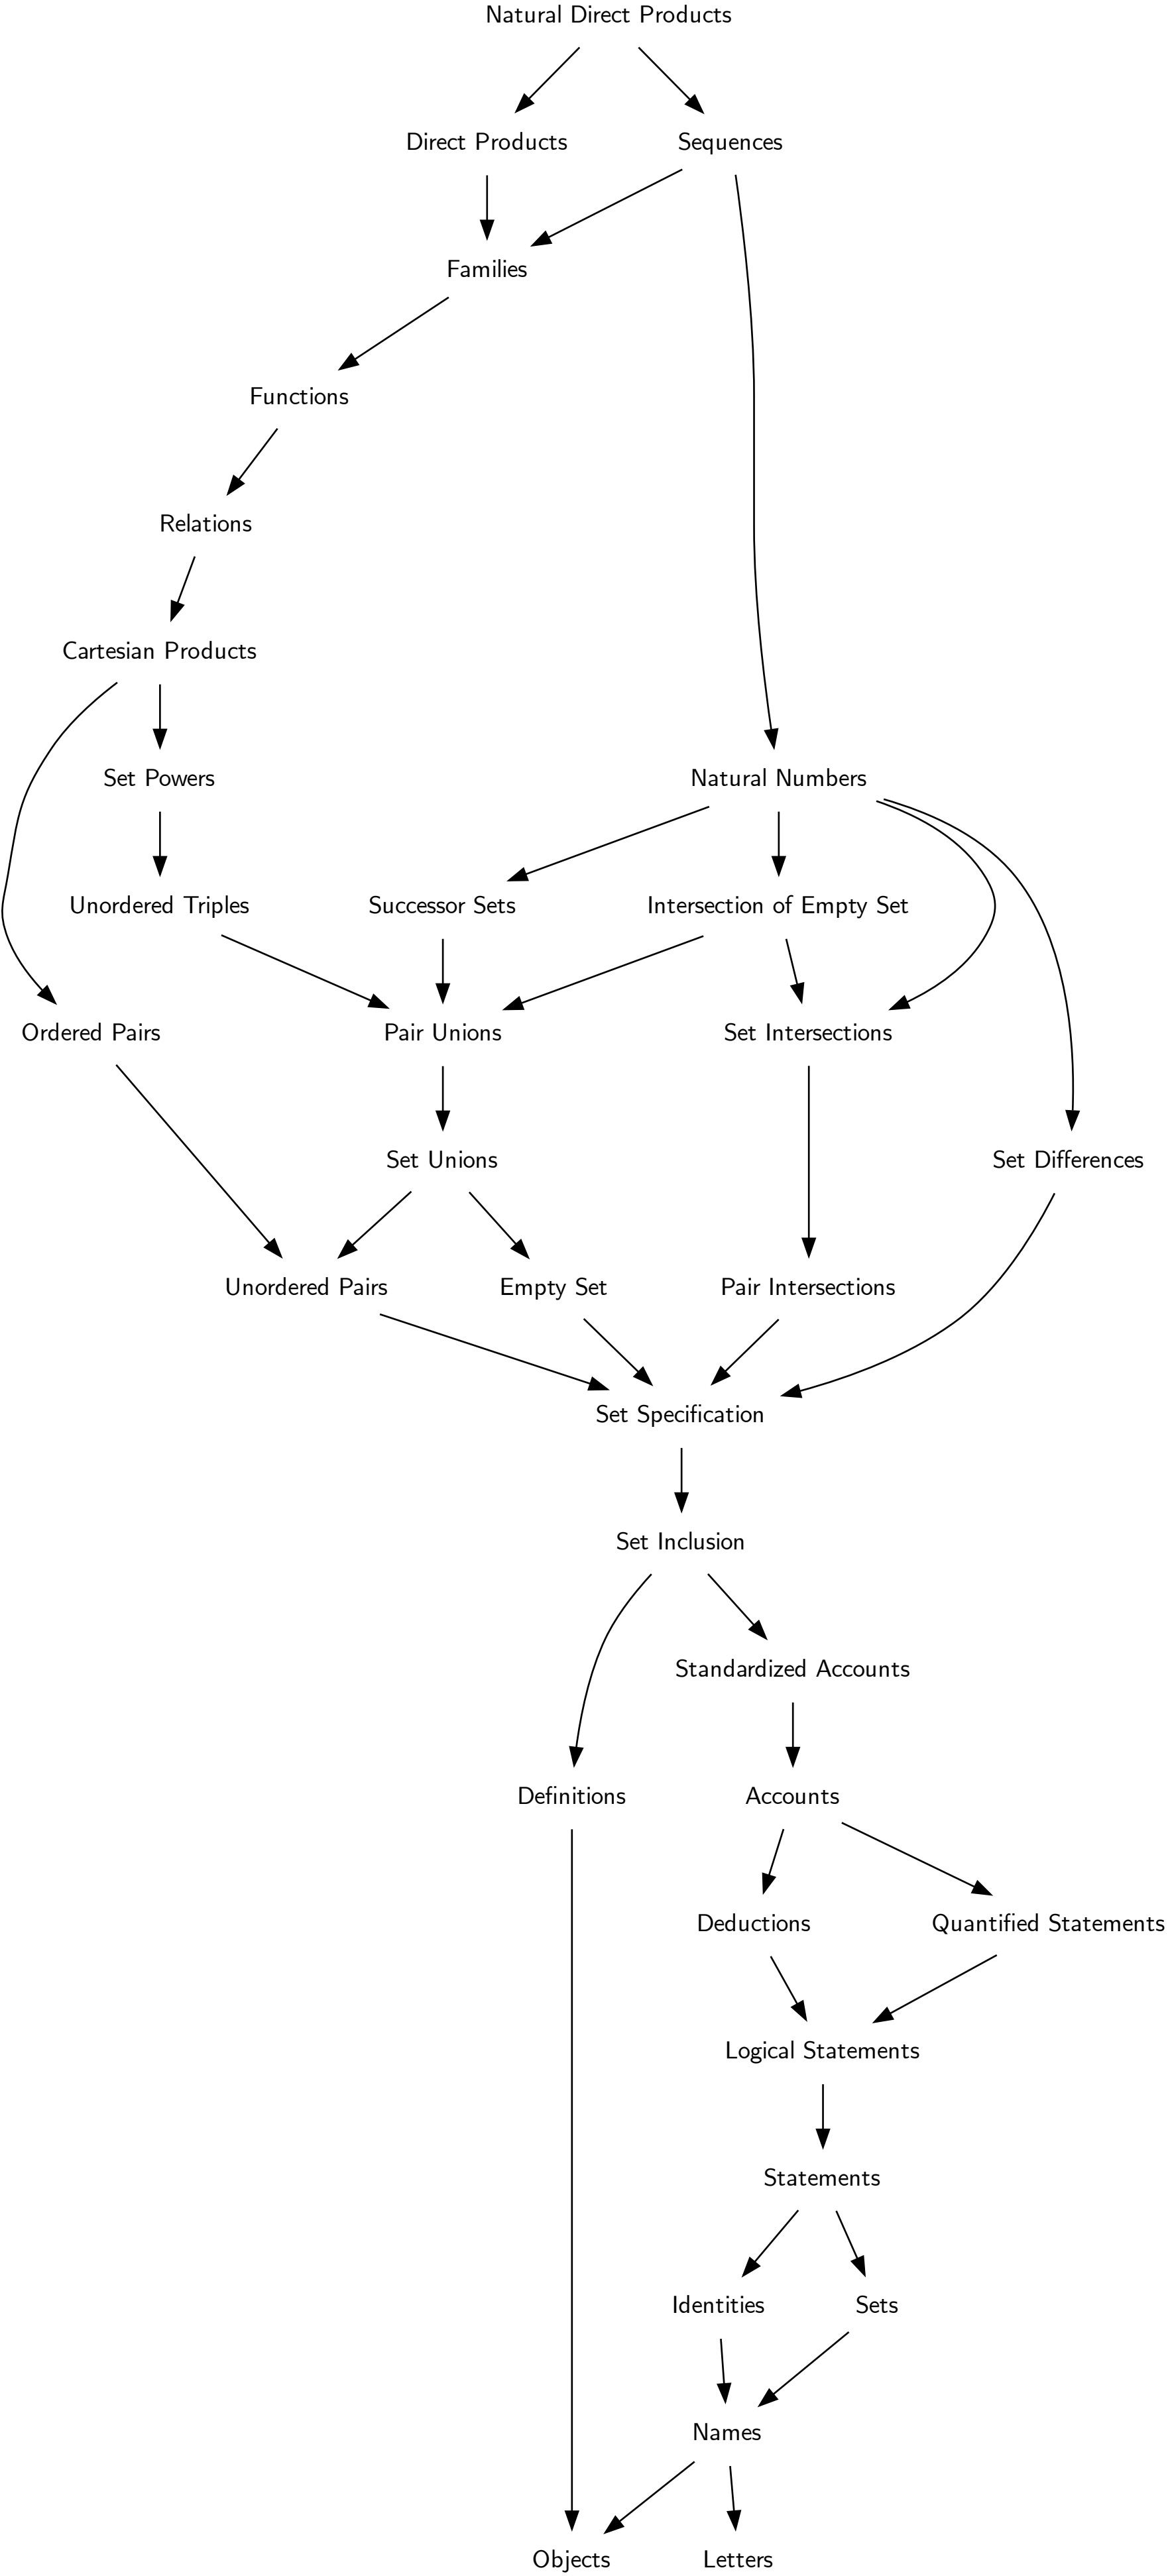 Natural Direct Products
Direct Products
Sequences
Families
Functions
Relations
Cartesian Products
Set Powers
Natural Numbers
Unordered Triples
Successor Sets
Intersection of Empty Set
Ordered Pairs
Pair Unions
Set Intersections
Set Unions
Set Differences
Unordered Pairs
Empty Set
Pair Intersections
Set Specification
Set Inclusion
Standardized Accounts
Definitions
Accounts
Deductions
Quantified Statements
Logical Statements
Statements
Identities
Sets
Names
Objects
Letters